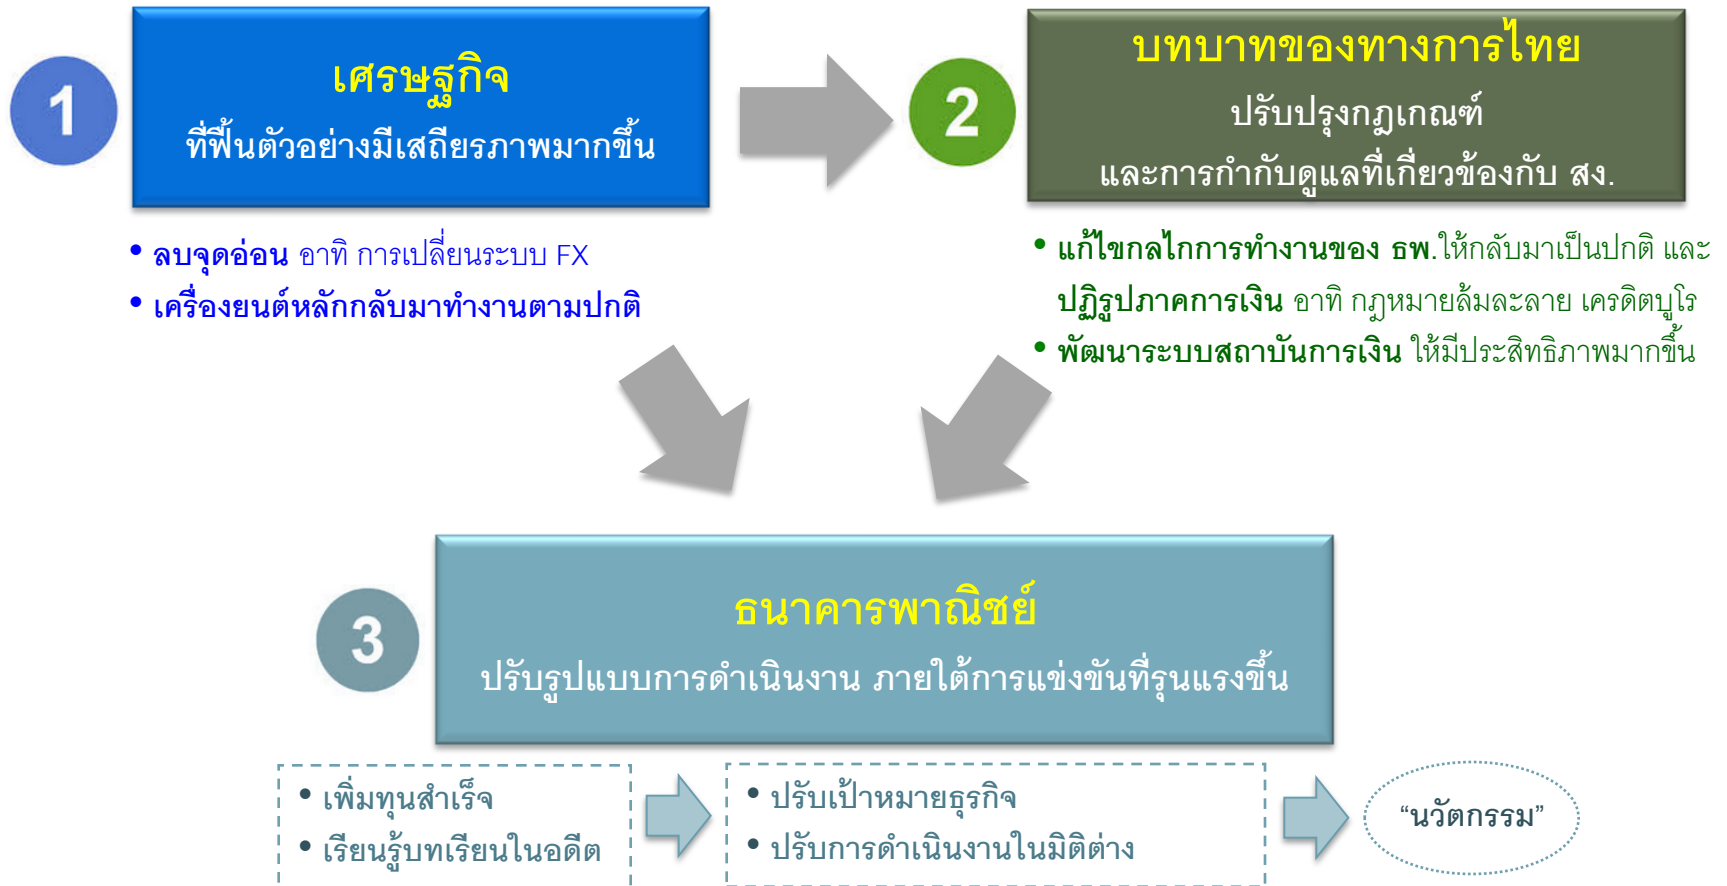 1
เศรษฐกิจ
ที่ฟื้นตัวอย่างมีเสถียรภาพมากขึ้น
• ลบจุดอ่อน อาทิ การเปลี่ยนระบบ FX
• เครื่องยนต์หลักกลับมาทำงานตามปกติ
2
บทบาทของทางการไทย
ปรับปรุงกฎเกณฑ์
และการกำกับดูแลที่เกี่ยวข้องกับ สง.
• แก้ไขกลไกการทำงานของ ธพ.ให้กลับมาเป็นปกติ และ
ปฏิรูปภาคการเงิน อาทิ กฎหมายล้มละลาย เครดิตบูโร
• พัฒนาระบบสถาบันการเงิน ให้มีประสิทธิภาพมากขึ้น
3
ธนาคารพาณิชย์
ปรับรูปแบบการดำเนินงาน ภายใต้การแข่งขันที่รุนแรงขึ้น
• เพิ่มทุนสำเร็จ
• เรียนรู้บทเรียนในอดีต
• ปรับเป้าหมายธุรกิจ
• ปรับการดำเนินงานในมิติต่าง
“นวัตกรรม”